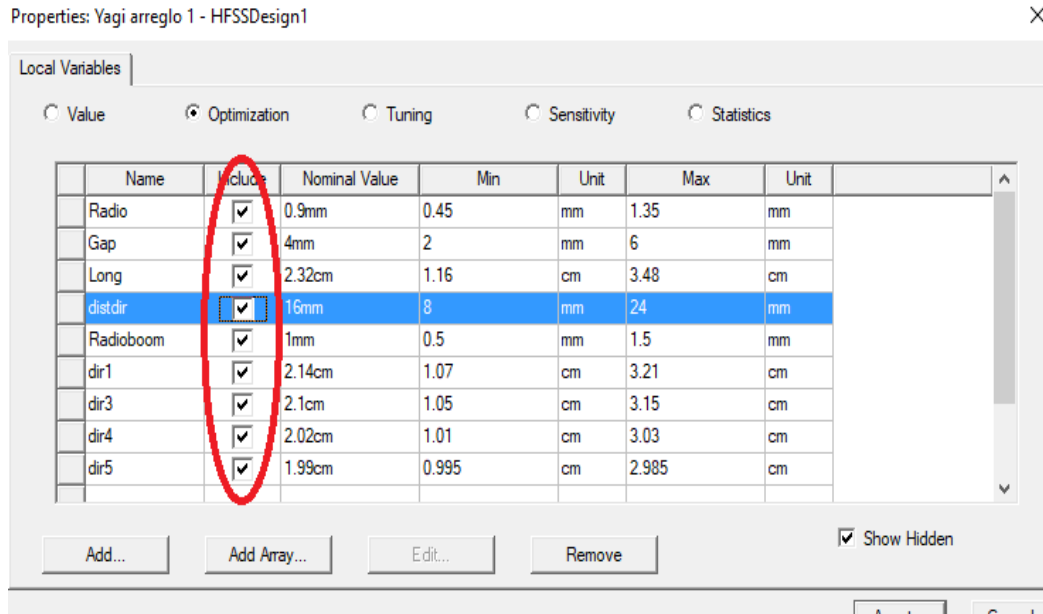 Properties: Yagi arreglo 1 - HFSSDesign1
Local Variables
Value Optimization Tuning Sensitivity Statistics
Name Include Nominal Value Min Unit Max Unit
Radio 0.9mm 0.45 mm 1.35 mm
Gap 4mm 2 mm 6 mm
Long 2.32cm 1.16 cm 3.48 cm
distdir 16mm 8 mm 24 mm
Radioboom 1mm 0.5 mm 1.5 mm
dir1 2.14cm 1.07 cm 3.21 cm
dir3 2.1cm 1.05 cm 3.15 cm
dir4 2.02cm 1.01 cm 3.03 cm
dir5 1.99cm 0.995 cm 2.985 cm
Add... Add Array... Edit... Remove Show Hidden